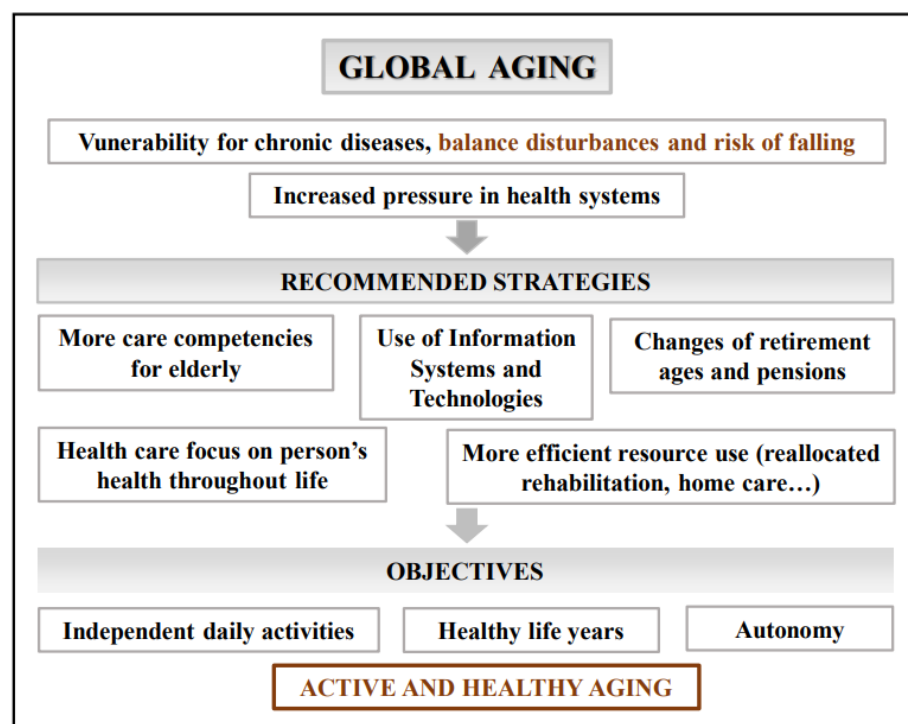 GLOBAL AGING
Vunerability for chronic diseases, balance disturbances and risk of falling
Increased pressure in health systems
RECOMMENDED STRATEGIES
More care competencies
for elderly
Use of Information
Systems and
Technologies
Changes of retirement
ages and pensions
Health care focus on person’s
health throughout life
More efficient resource use (reallocated
rehabilitation, home care…)
OBJECTIVES
Independent daily activities
Healthy life years
Autonomy
ACTIVE AND HEALTHY AGING